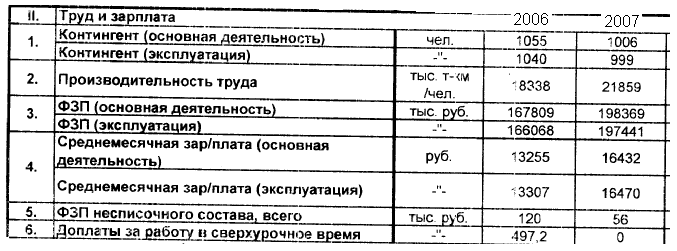 II. Труд и зарплата 2006 2007
1. Контингент (основная деятельность) чел. 1055 1006
Контингент (эксплуатация) -"- 1040 999
2. Производительность труда тыс. т-км /чел. 18338 21859
3. ФЗП (основная деятельность) тыс. руб. 167809 198369
ФЗП (эксплуатация) -"- 166068 197441
4. Среднемесячная зар/плата (основная
деятельность) руб. 13255 16432
Среднемесячная зар/плата (эксплуатация) -"- 13307 16470
5. ФЗП несписочного состава, всего тыс. руб. 120 56
6. Доплаты за работу в сверхурочное время -"- 497,2 0